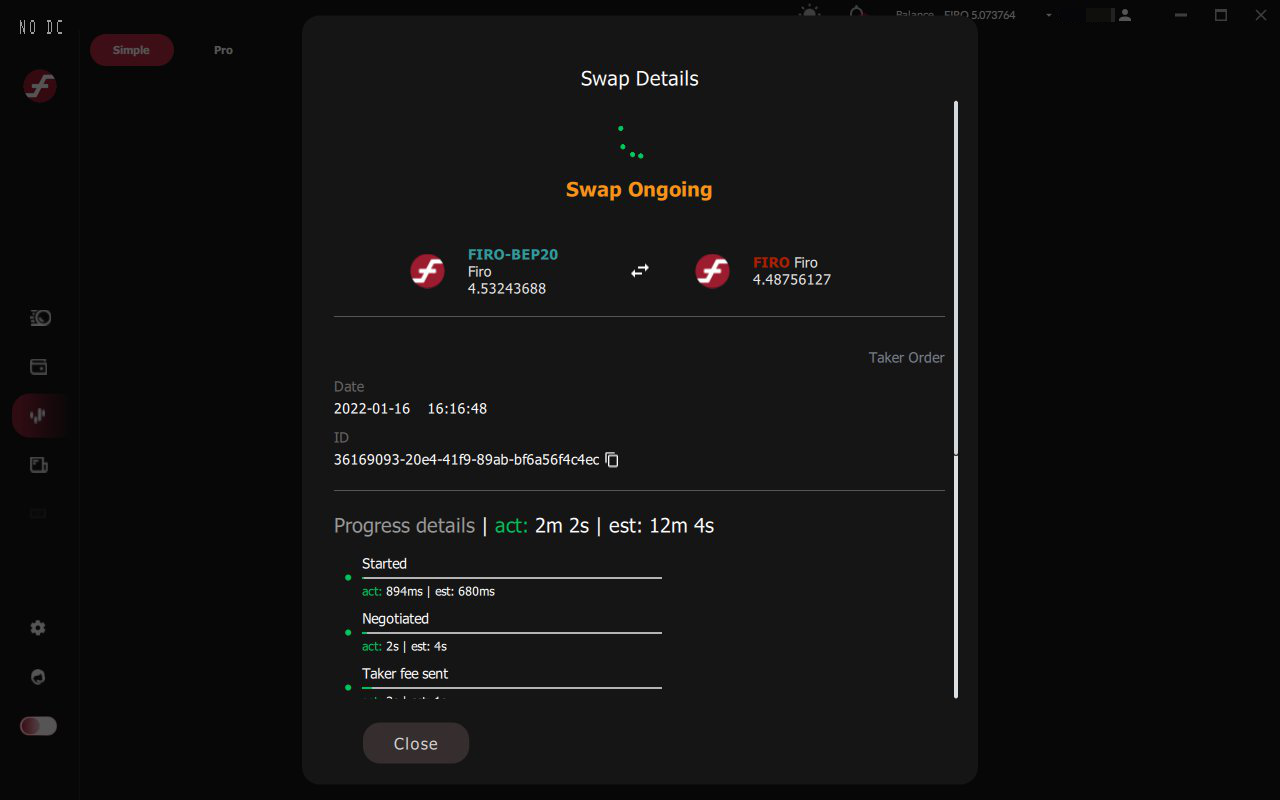 NO DC
Balance FIRO 5.073764
Simple
Pro
Swap Details
Swap Ongoing
FIRO-BEP20
Firo
4.53243688
FIRO Firo
4.48756127
Taker Order
Date
2022-01-16 16:16:48
ID
36169093-20e4-41f9-89ab-bf6a56f4c4ec
Progress details | act: 2m 2s | est: 12m 4s
Started
act: 894ms | est: 680ms
Negotiated
act: 2s | est: 4s
Taker fee sent
Close